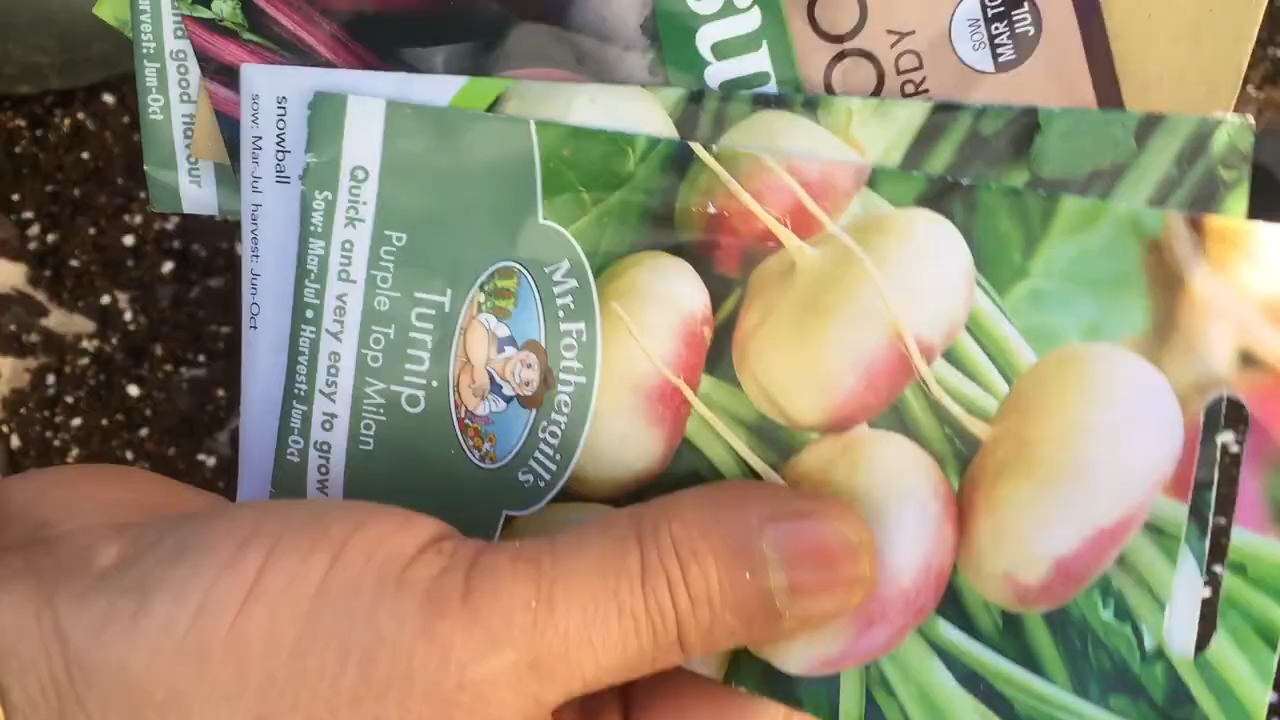 Mr. Fothergill's
Turnip
Purple Top Milan
Quick and very easy to grow
Sow: Mar-Jul • Harvest: Jun-Oct
snowball
sow: Mar-Jul harvest: Jun-Oct
nd good flavour
arvest: Jun-Oct
SOW
MAR TO
JUL
RDY